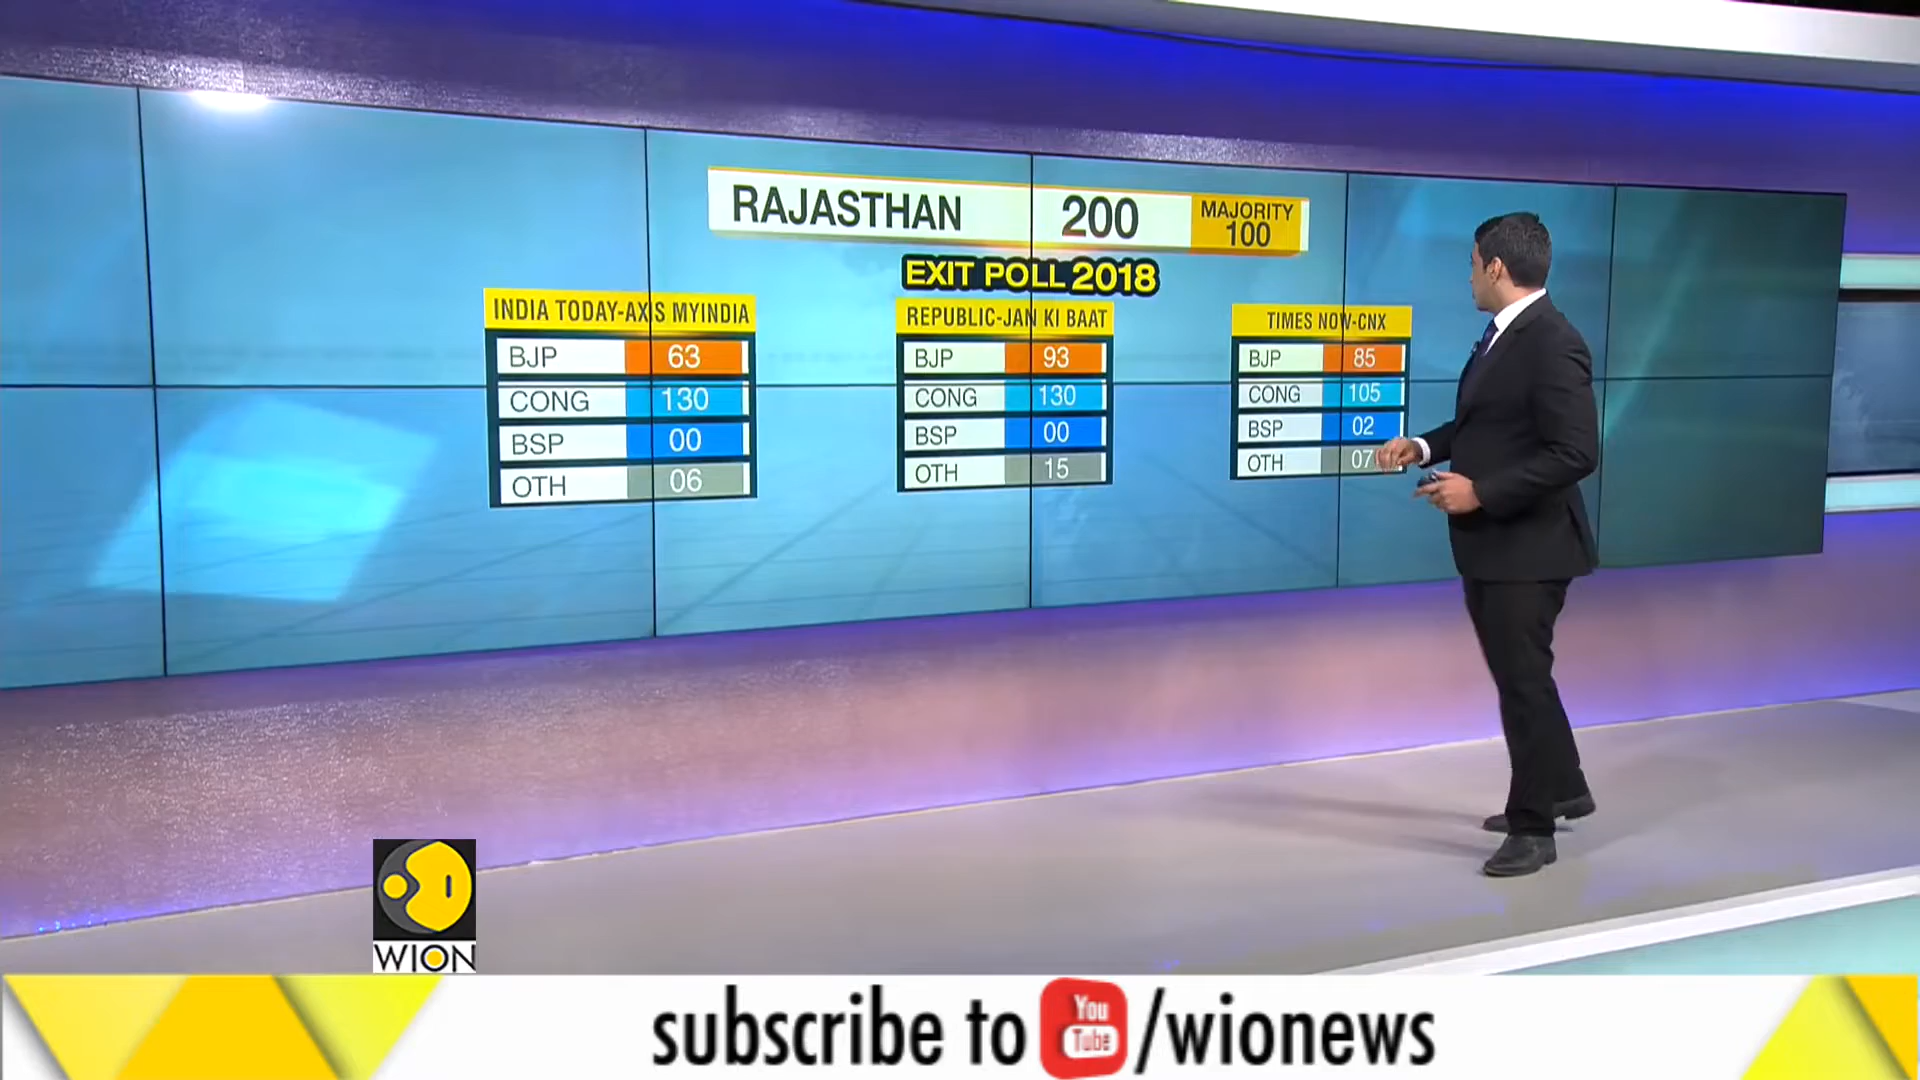 RAJASTHAN 200 MAJORITY 100
EXIT POLL 2018
INDIA TODAY-AXIS MYINDIA
BJP 63
CONG 130
BSP 00
OTH 06
REPUBLIC-JAN KI BAAT
BJP 93
CONG 130
BSP 00
OTH 15
TIMES NOW-CNX
BJP 85
CONG 105
BSP 02
OTH 07
WION
subscribe to You Tube /wionews